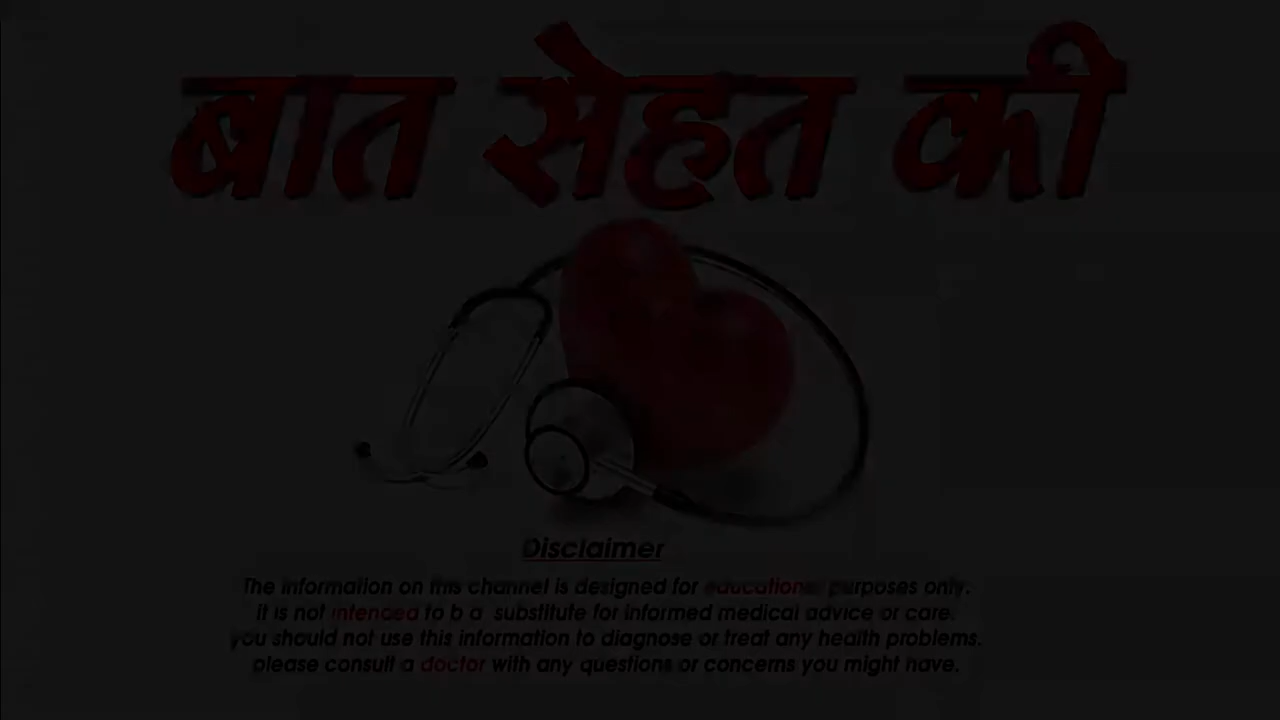 बात सेहत की
Disclaimer
The information on this channel is designed for educational purposes only.
it is not intended to b a substitute for informed medical advice or care.
you should not use this information to diagnose or treat any health problems.
please consult a doctor with any questions or concerns you might have.